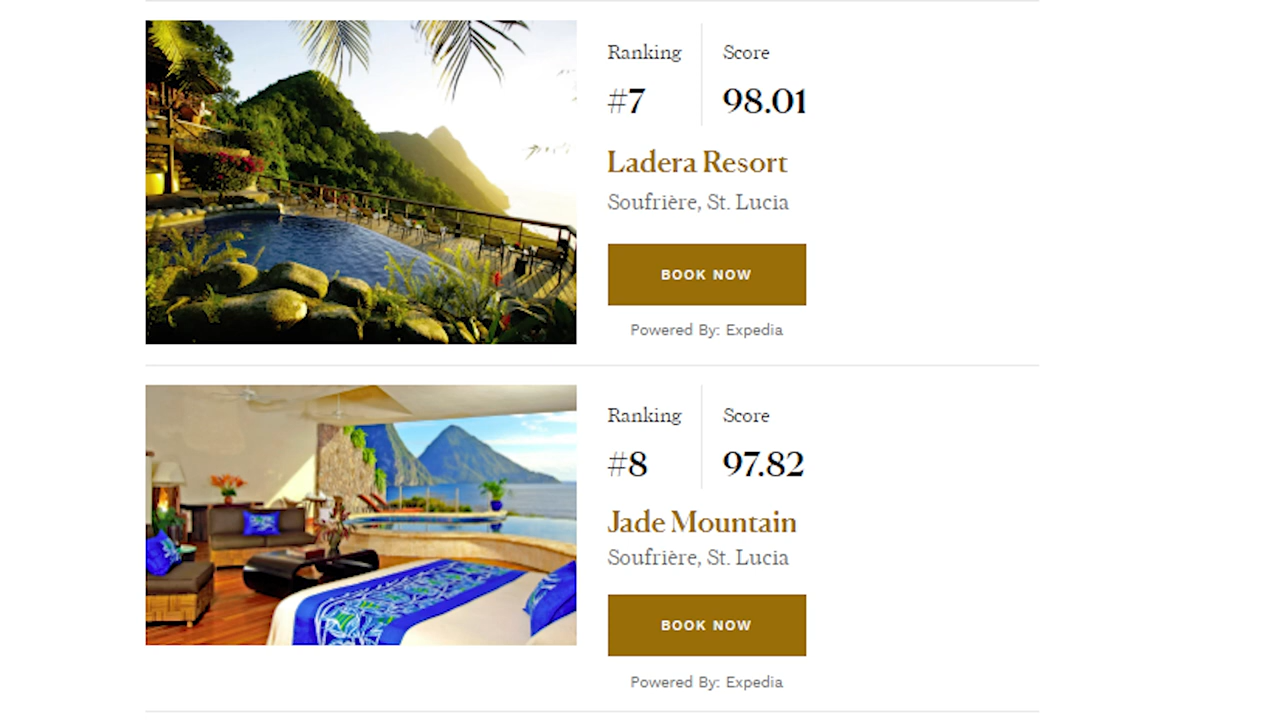 Ranking Score
#7 98.01
Ladera Resort
Soufrière, St. Lucia
BOOK NOW
Powered By: Expedia
Ranking Score
#8 97.82
Jade Mountain
Soufrière, St. Lucia
BOOK NOW
Powered By: Expedia